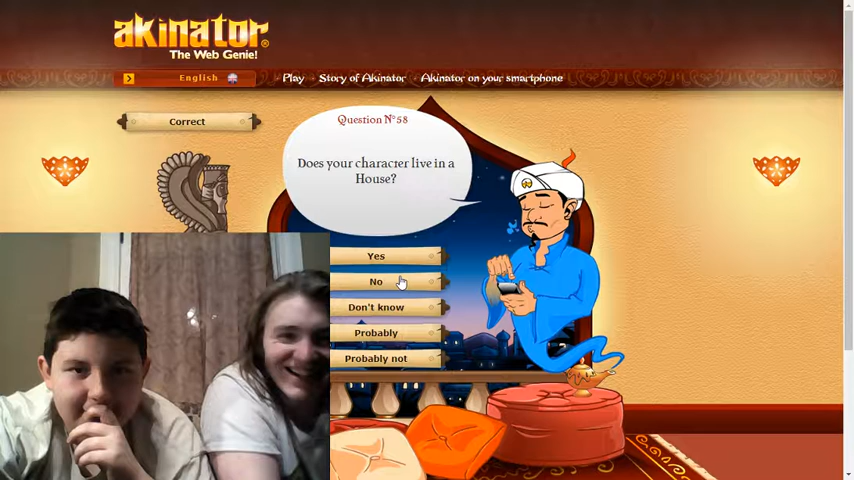 akinator®
The Web Genie!
English
Play Story of Akinator Akinator on your smartphone
Correct
Question N°58
Does your character live in a
House?
Yes
No
Don't know
Probably
Probably not